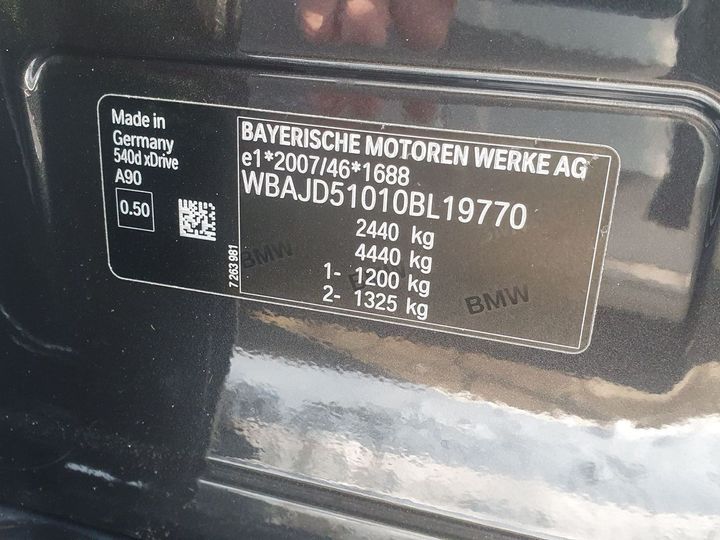 Made in
Germany
540d xDrive
A90
0.50
7 263 961
BAYERISCHE MOTOREN WERKE AG
e1*2007/46*1688
WBAJD51010BL19770
2440 kg
4440 kg
1- 1200 kg
2- 1325 kg
BMW
BMW